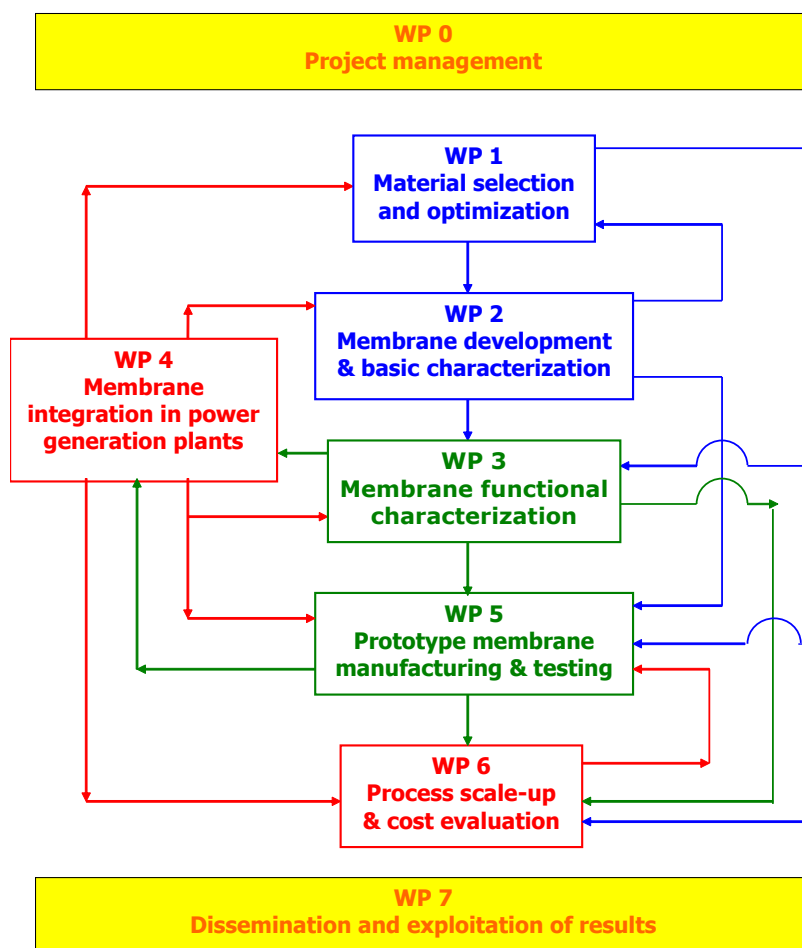 WP 0
Project management
WP 1
Material selection
and optimization
WP 2
Membrane development
& basic characterization
WP 4
Membrane
integration in power
generation plants
WP 3
Membrane functional
characterization
WP 5
Prototype membrane
manufacturing & testing
WP 6
Process scale-up
& cost evaluation
WP 7
Dissemination and exploitation of results